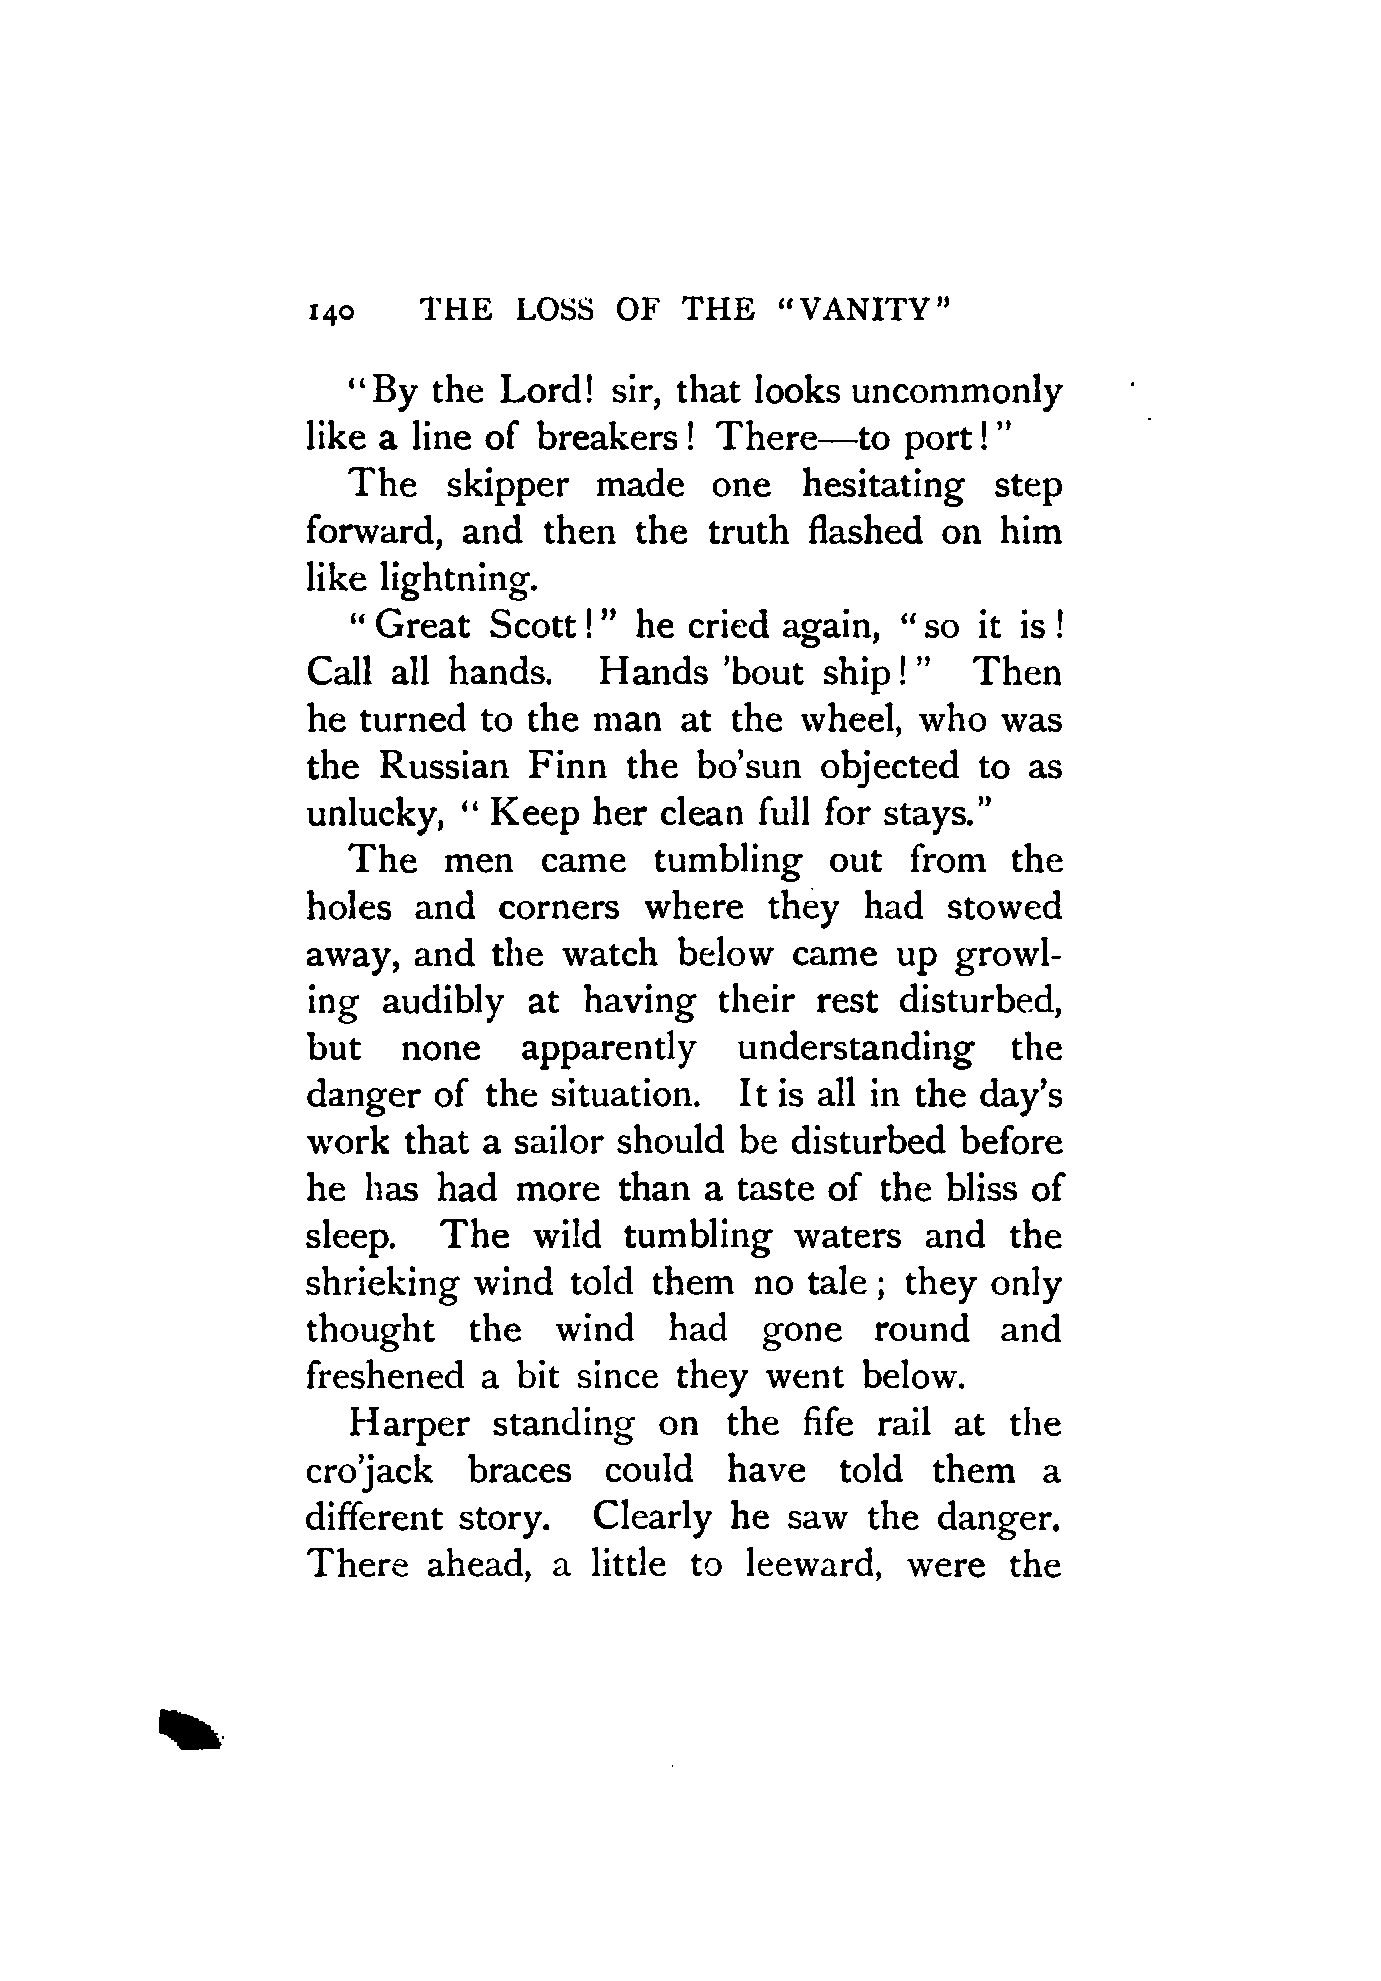 140 THE LOSS OF THE "VANITY"
"By the Lord! sir, that looks uncommonly
like a line of breakers! There—to port!"
The skipper made one hesitating step
forward, and then the truth flashed on him
like lightning.
"Great Scott!" he cried again, "so it is!
Call all hands. Hands 'bout ship!" Then
he turned to the man at the wheel, who was
the Russian Finn the bo'sun objected to as
unlucky, "Keep her clean full for stays."
The men came tumbling out from the
holes and corners where they had stowed
away, and the watch below came up growl-
ing audibly at having their rest disturbed,
but none apparently understanding the
danger of the situation. It is all in the day's
work that a sailor should be disturbed before
he has had more than a taste of the bliss of
sleep. The wild tumbling waters and the
shrieking wind told them no tale; they only
thought the wind had gone round and
freshened a bit since they went below.
Harper standing on the fife rail at the
cro'jack braces could have told them a
different story. Clearly he saw the danger.
There ahead, a little to leeward, were the